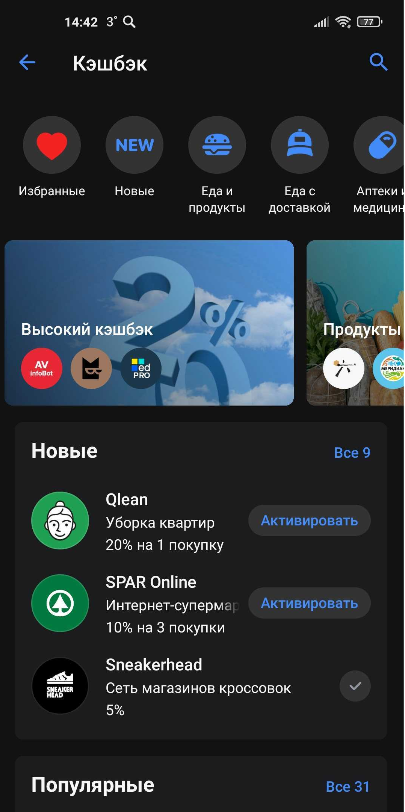 14:42 3°
77
Кэшбэк
NEW
Избранные
Новые
Еда и
продукты
Еда с
доставкой
Аптеки и
медицин
%
Высокий кэшбэк
AV
infoBot
ed
PRO
Продукты
МЕРИДИАН
Новые
Все 9
Qlean
Уборка квартир
20% на 1 покупку
Активировать
SPAR Online
Интернет-супермар
10% на 3 покупки
Активировать
SNEAKER
HEAD
Sneakerhead
Сеть магазинов кроссовок
5%
Популярные
Все 31